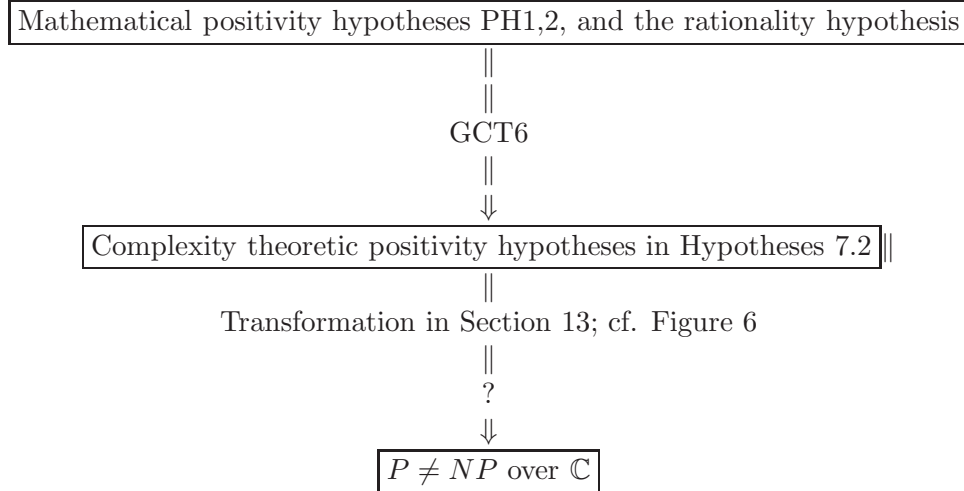 Mathematical positivity hypotheses PH1,2, and the rationality hypothesis
||
||
GCT6
||
⇓
Complexity theoretic positivity hypotheses in Hypotheses 7.2 ||
||
Transformation in Section 13; cf. Figure 6
||
?
⇓
P ≠ NP over ℂ